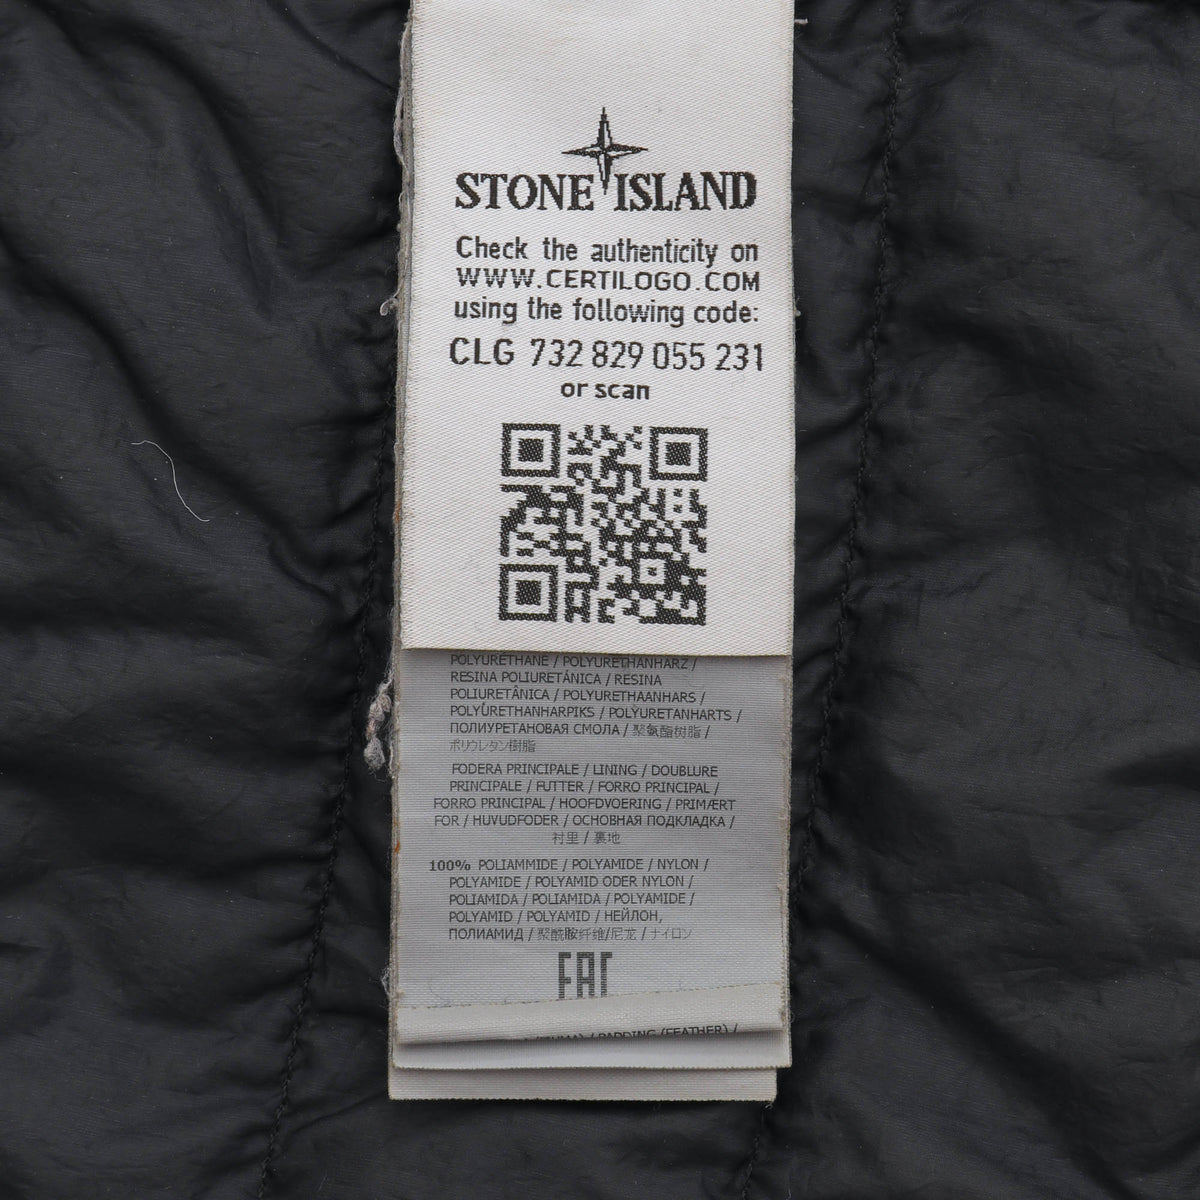 STONE ISLAND
Check the authenticity on
WWW.CERTILOGO.COM
using the following code:
CLG 732 829 055 231
or scan
POLYURÉTHANE / POLYURETHANHARZ /
RESINA POLIURETÁNICA / RESINA
POLIURETÂNICA / POLYURETHAANHARS /
POLYURETHANHARPIKS / POLYURETANHARTS /
ПОЛИУРЕТАНОВАЯ СМОЛА / 聚氨酯树脂 /
ポリウレタン樹脂
FODERA PRINCIPALE / LINING / DOUBLURE
PRINCIPALE / FUTTER / FORRO PRINCIPAL /
FORRO PRINCIPAL / HOOFDVOERING / PRIMÆRT
FOR / HUVUDFODER / ОСНОВНАЯ ПОДКЛАДКА /
衬里 / 裏地
100% POLIAMMIDE / POLYAMIDE / NYLON /
POLYAMIDE / POLYAMID ODER NYLON /
POLIAMIDA / POLIAMIDA / POLYAMIDE /
POLYAMID / POLYAMID / НЕЙЛОН,
ПОЛИАМИД / 聚酰胺纤维/尼龙 / ナイロン
EAC
/ PADDING (FEATHER) /